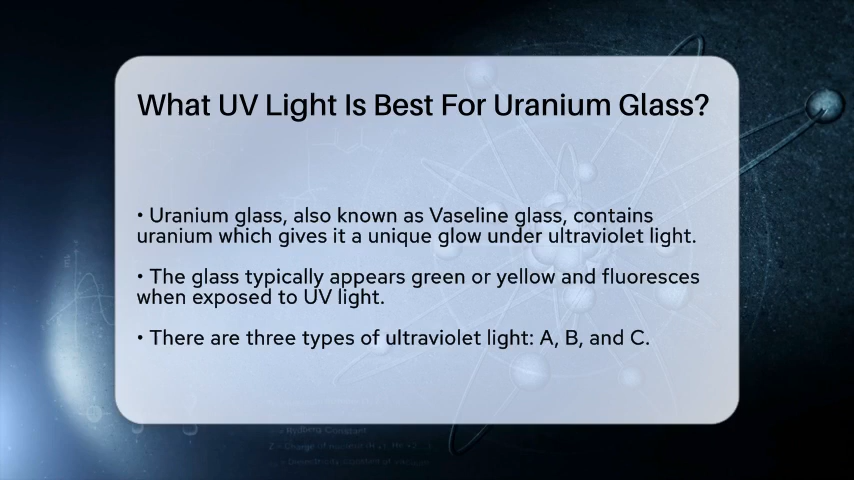 What UV Light Is Best For Uranium Glass?
• Uranium glass, also known as Vaseline glass, contains
uranium which gives it a unique glow under ultraviolet light.
• The glass typically appears green or yellow and fluoresces
when exposed to UV light.
• There are three types of ultraviolet light: A, B, and C.
Rydberg Constant